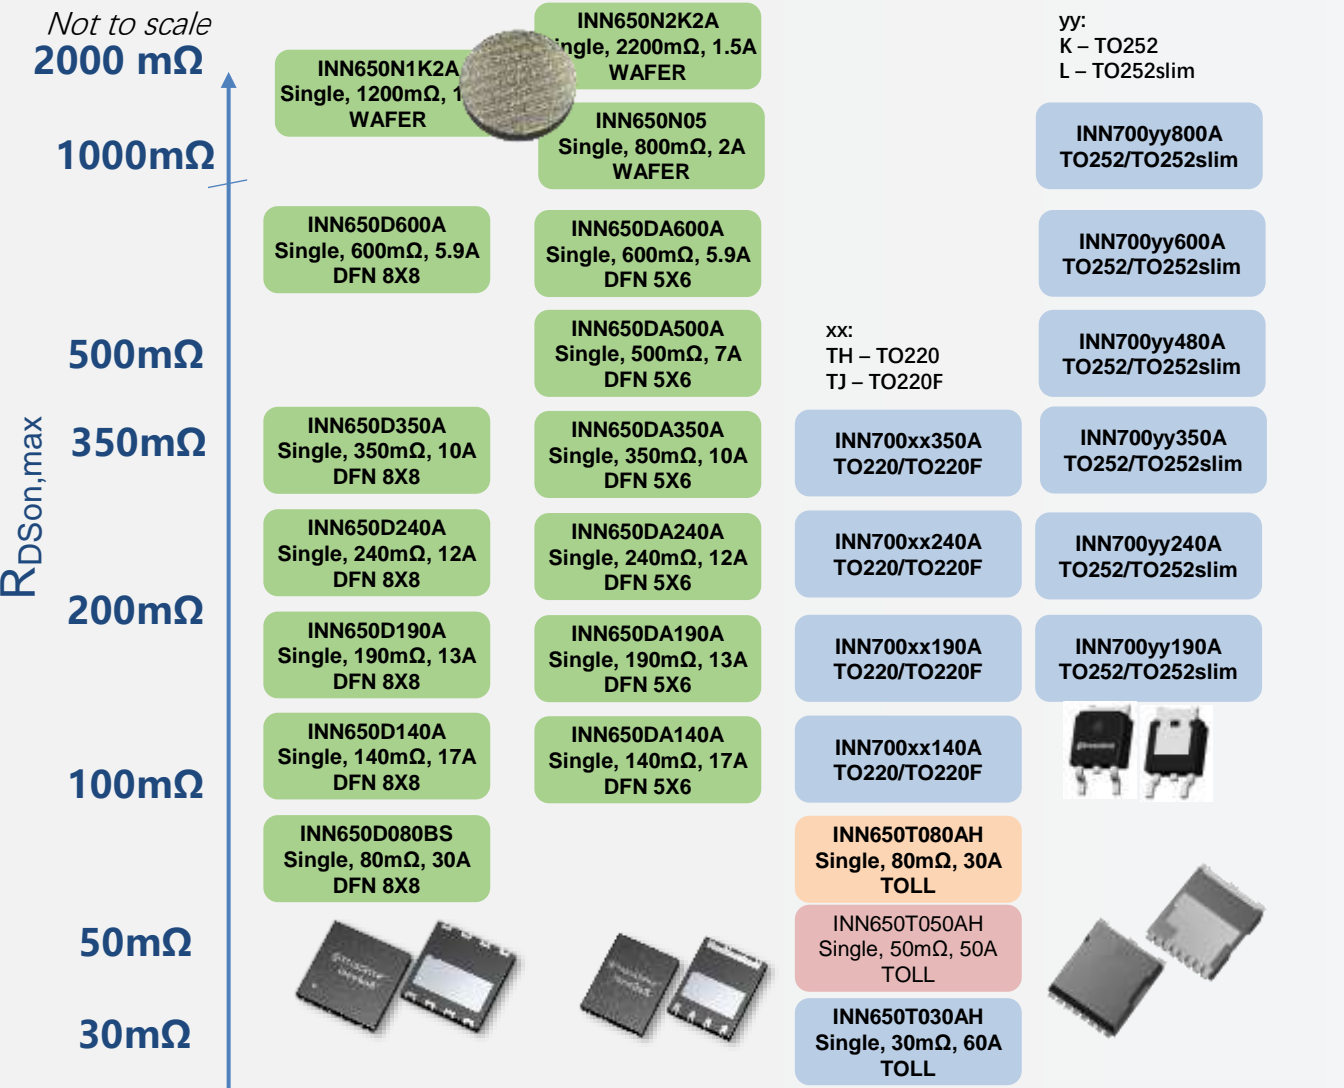 Not to scale
2000 mΩ
1000mΩ
500mΩ
350mΩ
200mΩ
100mΩ
50mΩ
30mΩ
RDSon,max
INN650N1K2A
Single, 1200mΩ, 1
WAFER
INN650D600A
Single, 600mΩ, 5.9A
DFN 8X8
INN650D350A
Single, 350mΩ, 10A
DFN 8X8
INN650D240A
Single, 240mΩ, 12A
DFN 8X8
INN650D190A
Single, 190mΩ, 13A
DFN 8X8
INN650D140A
Single, 140mΩ, 17A
DFN 8X8
INN650D080BS
Single, 80mΩ, 30A
DFN 8X8
INN650N2K2A
ingle, 2200mΩ, 1.5A
WAFER
INN650N05
Single, 800mΩ, 2A
WAFER
INN650DA600A
Single, 600mΩ, 5.9A
DFN 5X6
INN650DA500A
Single, 500mΩ, 7A
DFN 5X6
INN650DA350A
Single, 350mΩ, 10A
DFN 5X6
INN650DA240A
Single, 240mΩ, 12A
DFN 5X6
INN650DA190A
Single, 190mΩ, 13A
DFN 5X6
INN650DA140A
Single, 140mΩ, 17A
DFN 5X6
xx:
TH – TO220
TJ – TO220F
INN700xx350A
TO220/TO220F
INN700xx240A
TO220/TO220F
INN700xx190A
TO220/TO220F
INN700xx140A
TO220/TO220F
INN650T080AH
Single, 80mΩ, 30A
TOLL
INN650T050AH
Single, 50mΩ, 50A
TOLL
INN650T030AH
Single, 30mΩ, 60A
TOLL
yy:
K – TO252
L – TO252slim
INN700yy800A
TO252/TO252slim
INN700yy600A
TO252/TO252slim
INN700yy480A
TO252/TO252slim
INN700yy350A
TO252/TO252slim
INN700yy240A
TO252/TO252slim
INN700yy190A
TO252/TO252slim